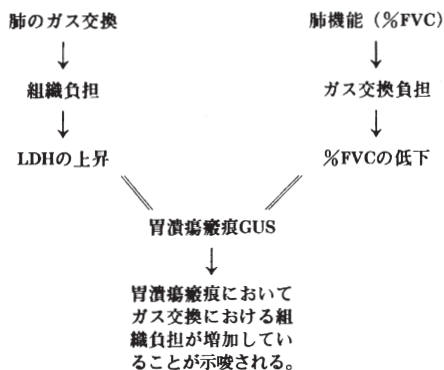 肺のガス交換
肺機能（％FVC）
組織負担
ガス交換負担
LDHの上昇
％FVCの低下
胃潰瘍瘢痕GUS
胃潰瘍瘢痕において
ガス交換における組
織負担が増加してい
ることが示唆される。